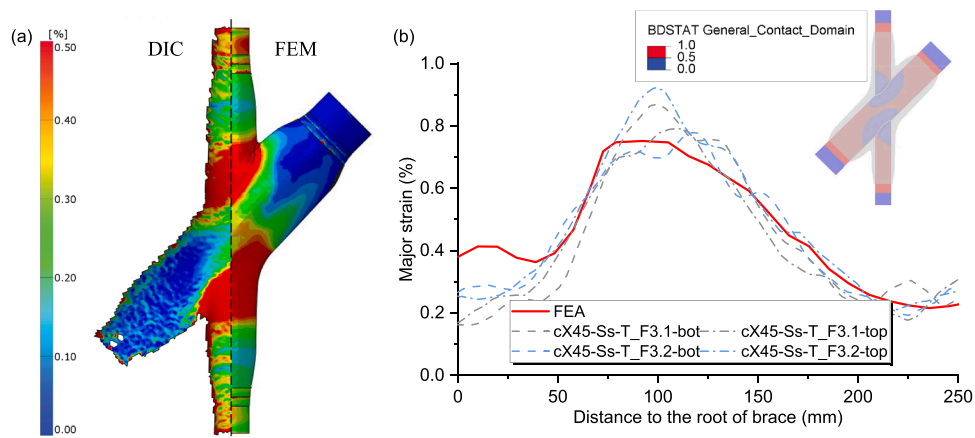 (a)
[%]
0.50
0.40
0.30
0.20
0.10
0.00
DIC
FEM
(b)
BDSTAT General_Contact_Domain
1.0
0.5
0.0
1.0
0.8
0.6
0.4
0.2
0.0
Major strain (%)
FEA
cX45-Ss-T_F3.1-bot
cX45-Ss-T_F3.1-top
cX45-Ss-T_F3.2-bot
cX45-Ss-T_F3.2-top
0 50 100 150 200 250
Distance to the root of brace (mm)